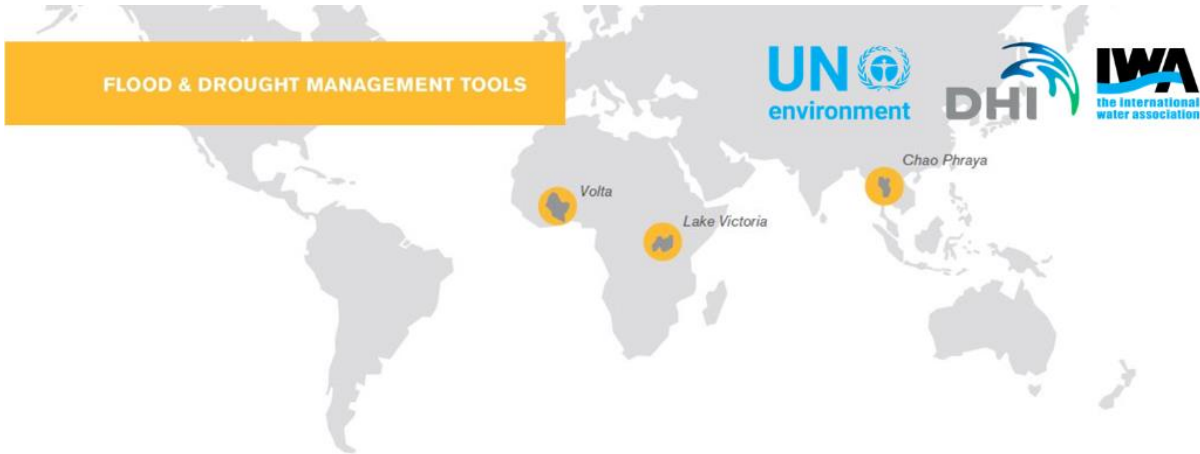 FLOOD & DROUGHT MANAGEMENT TOOLS
UN
environment
DHI
IWA
the international
water association
Chao Phraya
Volta
Lake Victoria